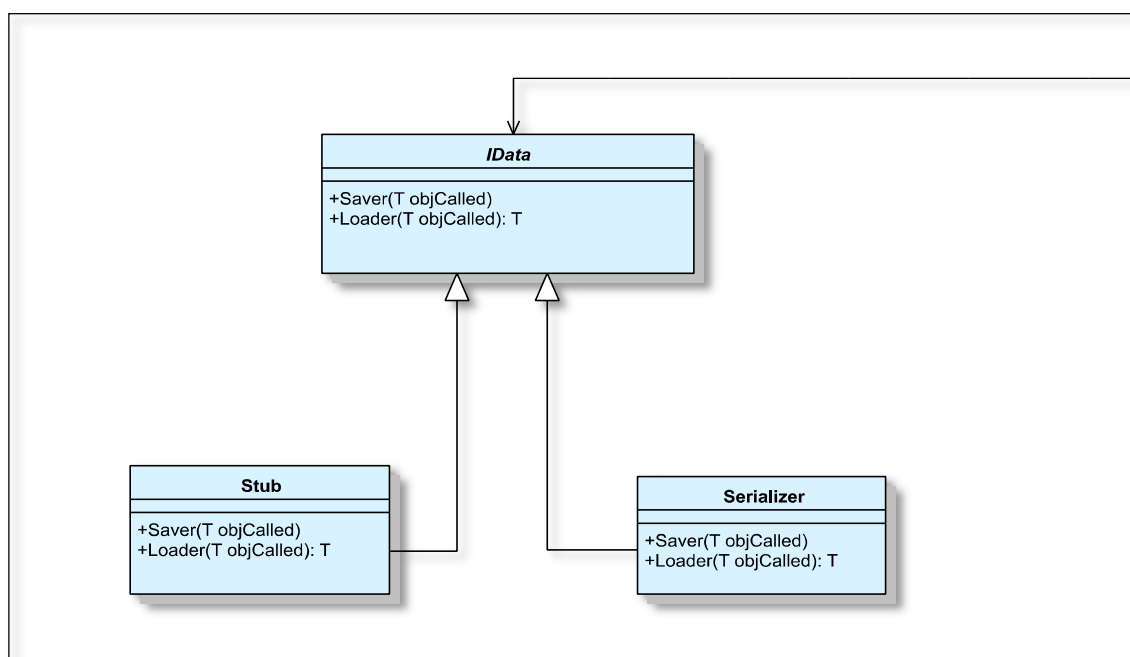 IData
+Saver(T objCalled)
+Loader(T objCalled): T
Stub
+Saver(T objCalled)
+Loader(T objCalled): T
Serializer
+Saver(T objCalled)
+Loader(T objCalled): T